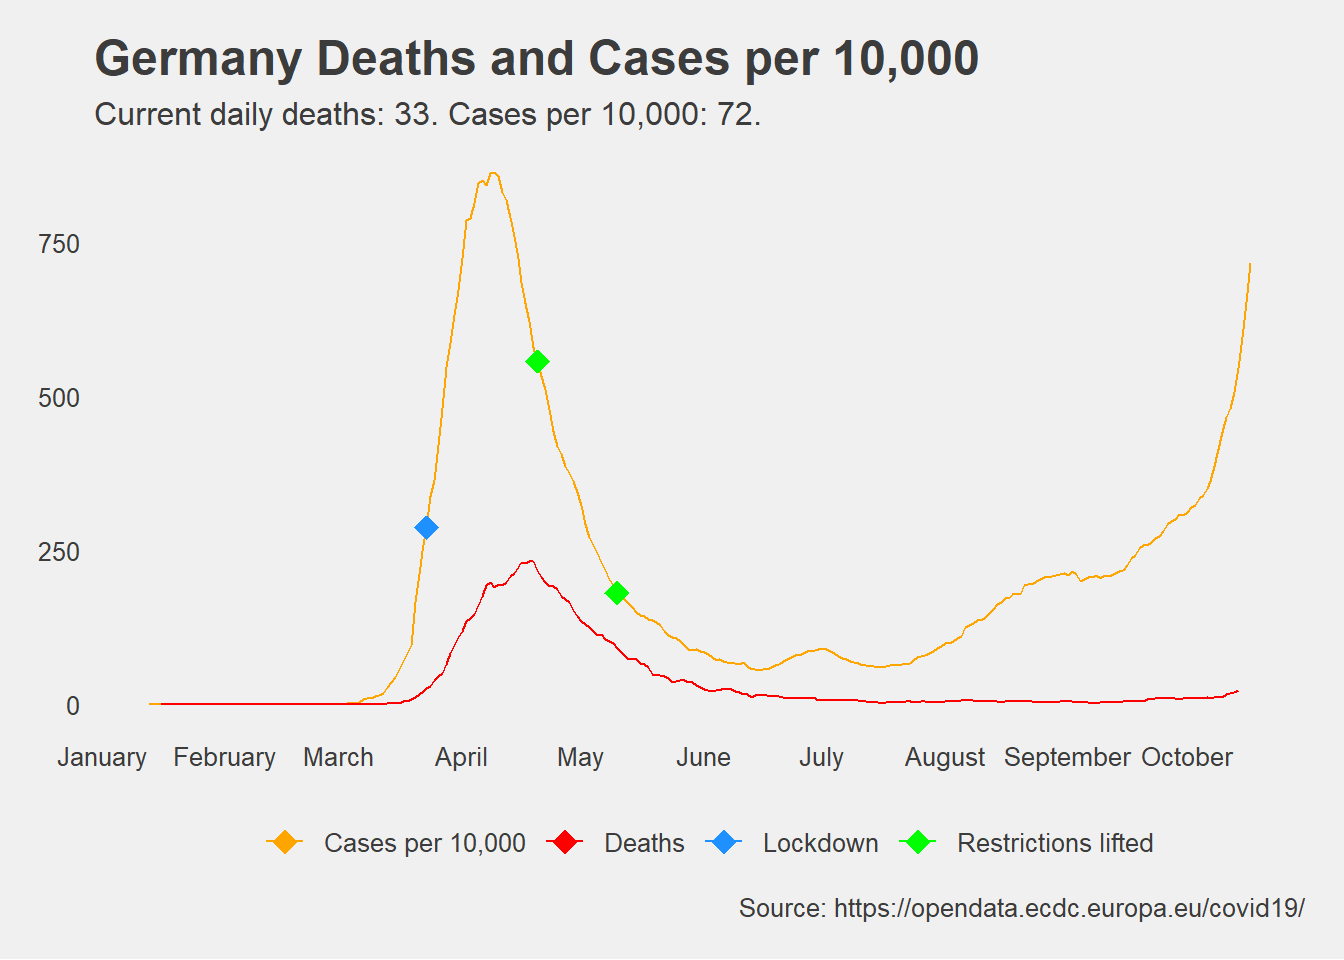 Germany Deaths and Cases per 10,000
Current daily deaths: 33. Cases per 10,000: 72.
750
500
250
0
January February March April May June July August September October
Cases per 10,000 Deaths Lockdown Restrictions lifted
Source: https://opendata.ecdc.europa.eu/covid19/